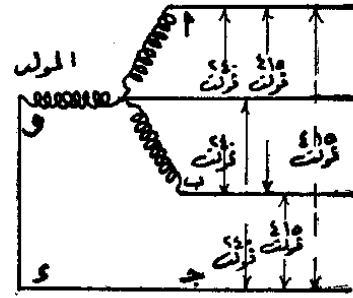 أ
المولد
٢٤٠ ٤١٥
فولت فولت
و
٢٤٠ ٤١٥
فولت فولت
ب
٤١٥
٢٤٠ فولت
فولت
د
جـ